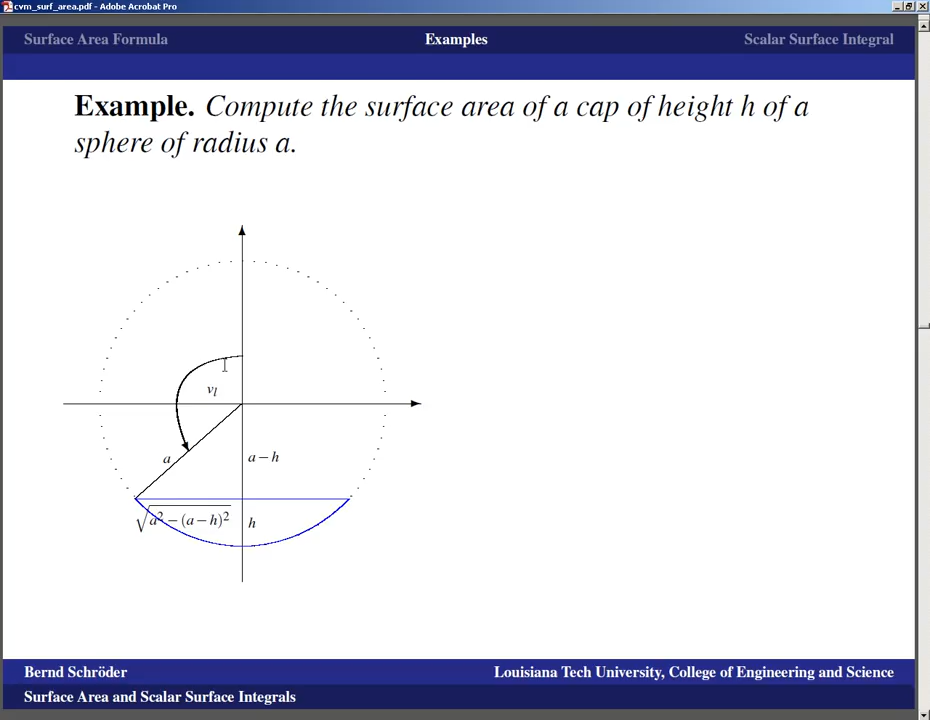 cvm_surf_area.pdf - Adobe Acrobat Pro
Surface Area Formula Examples Scalar Surface Integral
Example. Compute the surface area of a cap of height h of a
sphere of radius a.
v_l
a
a − h
√a² − (a − h)²
h
Bernd Schröder Louisiana Tech University, College of Engineering and Science
Surface Area and Scalar Surface Integrals